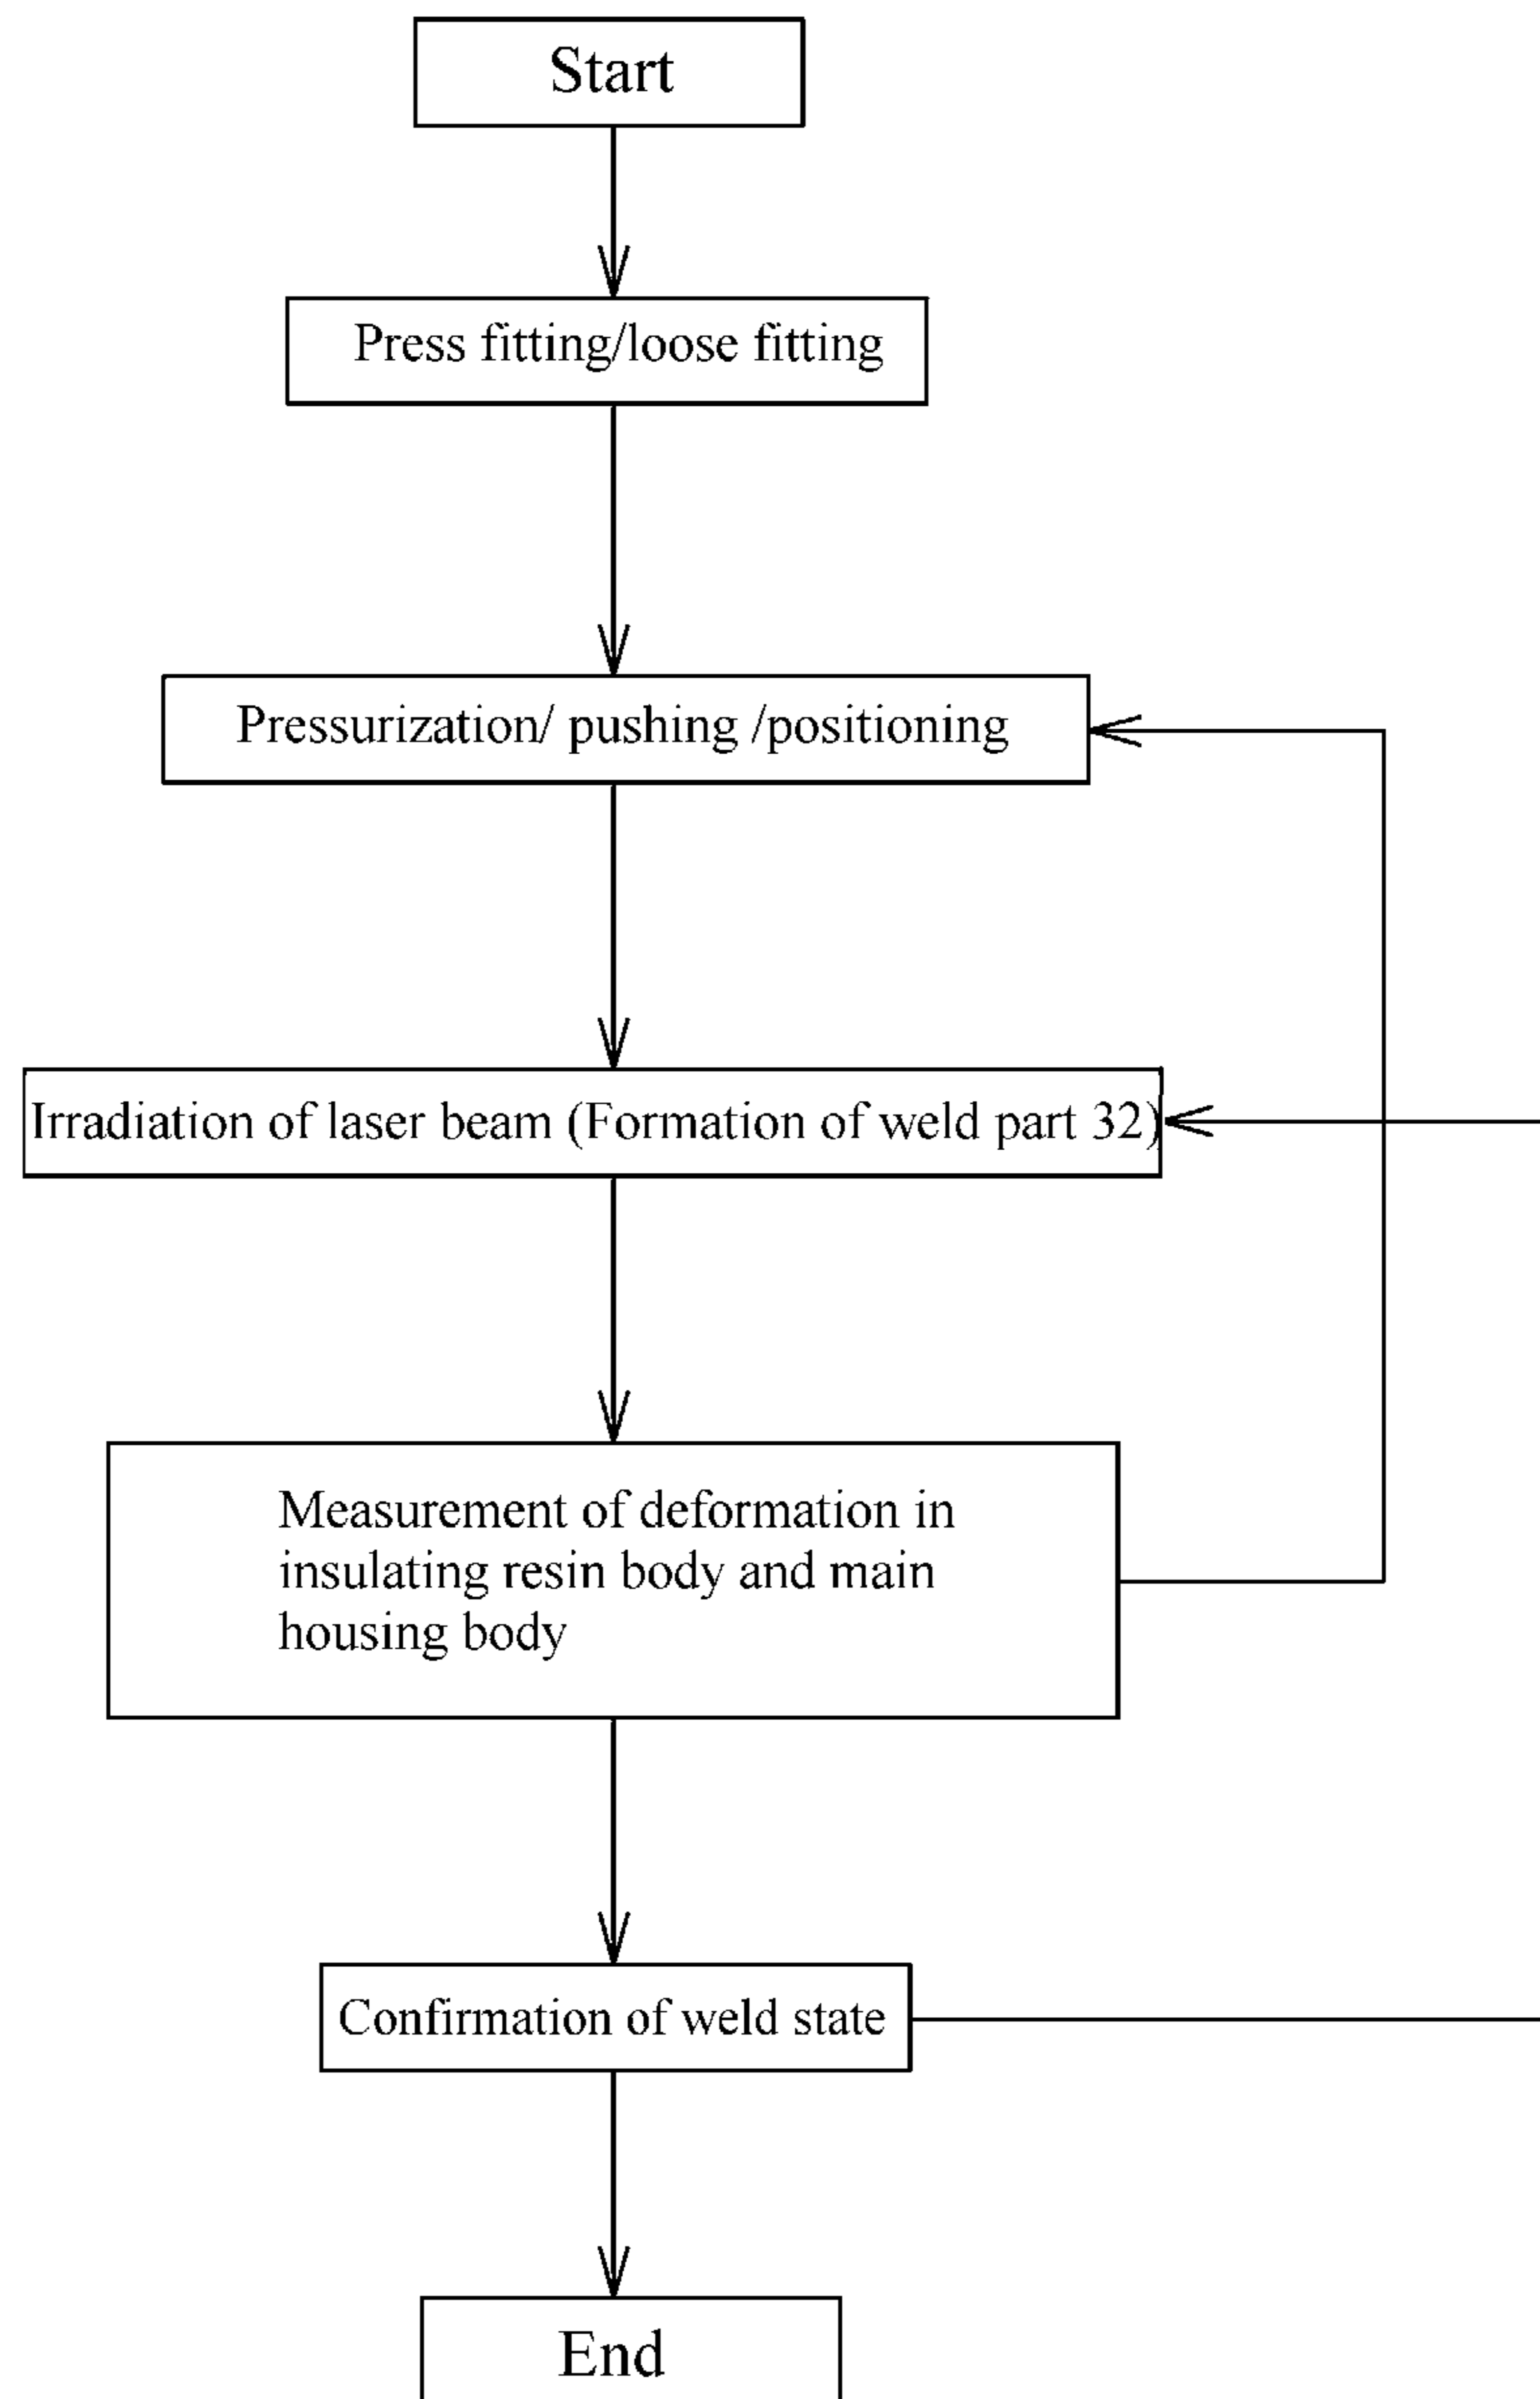 Start
Press fitting/loose fitting
Pressurization/ pushing /positioning
Irradiation of laser beam (Formation of weld part 32)
Measurement of deformation in
insulating resin body and main
housing body
Confirmation of weld state
End